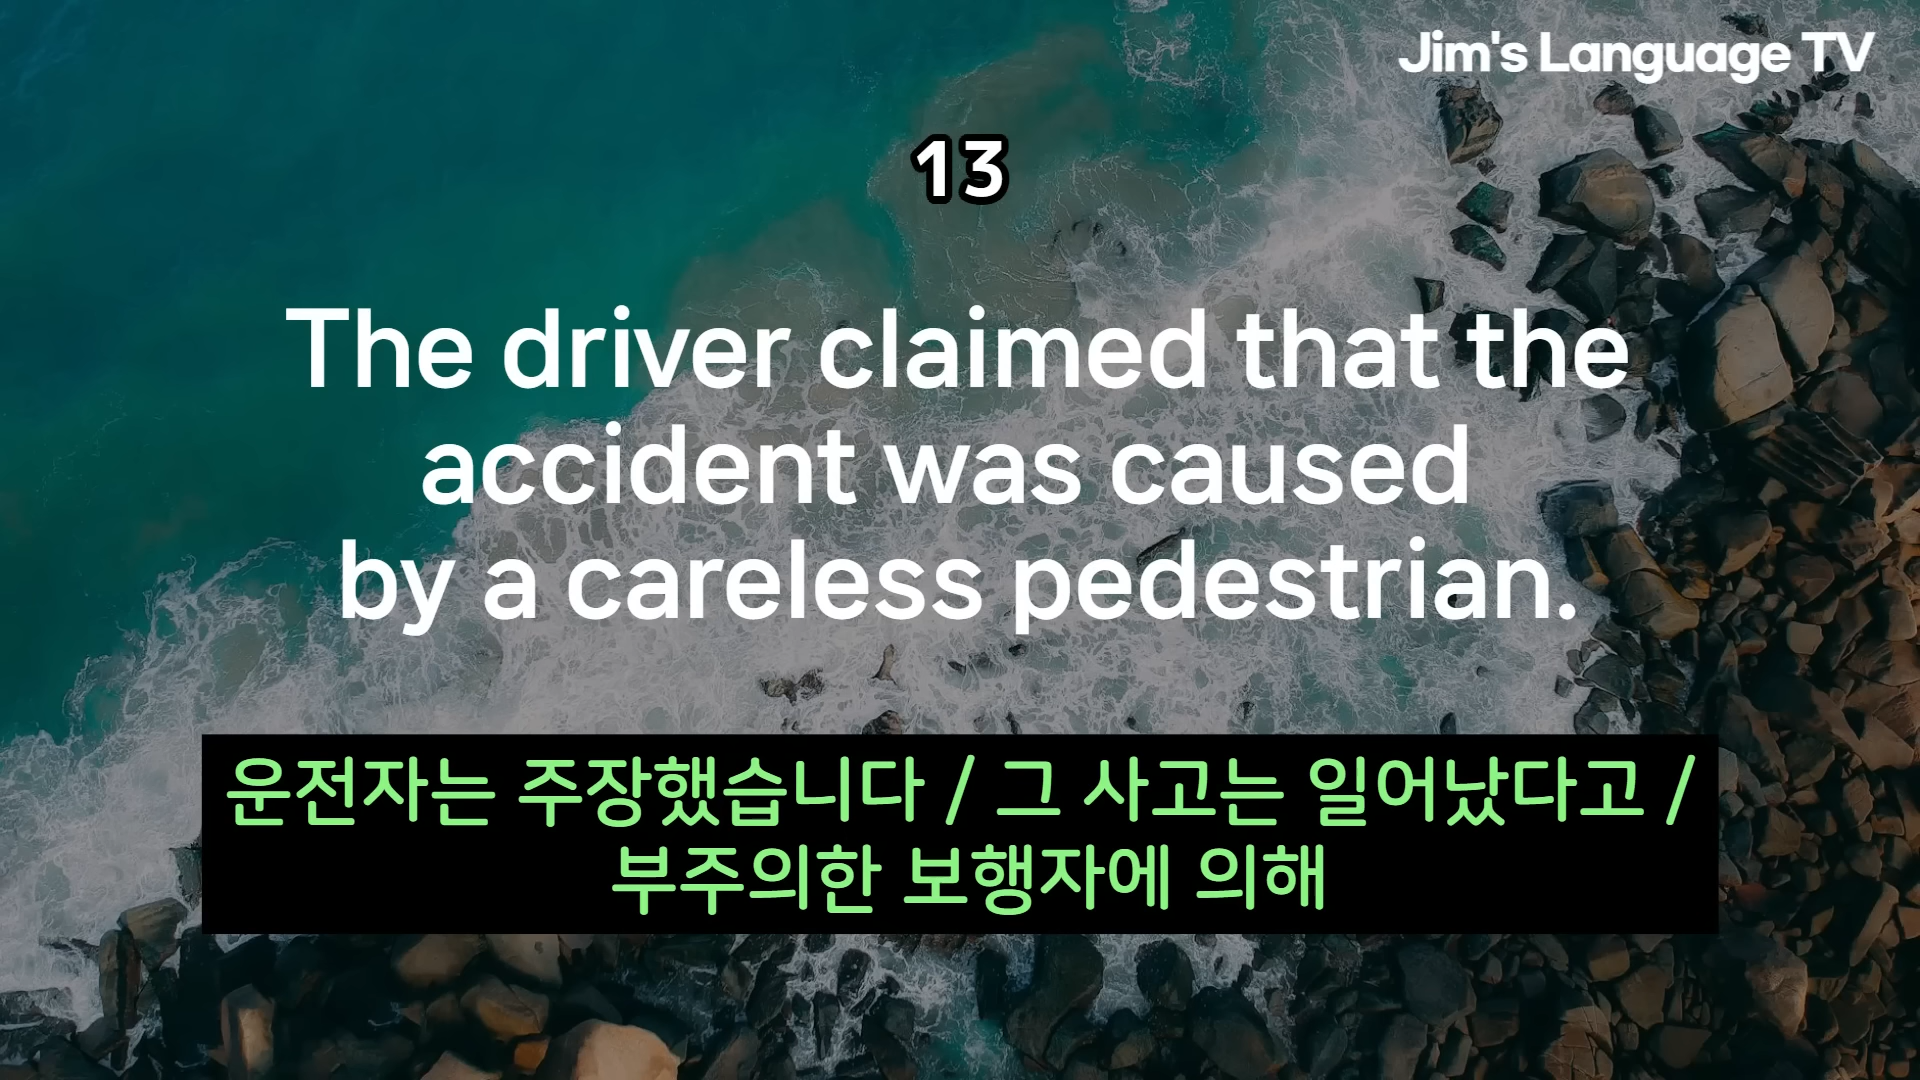 Jim's Language TV
13
The driver claimed that the
accident was caused
by a careless pedestrian.
운전자는 주장했습니다 / 그 사고는 일어났다고 /
부주의한 보행자에 의해